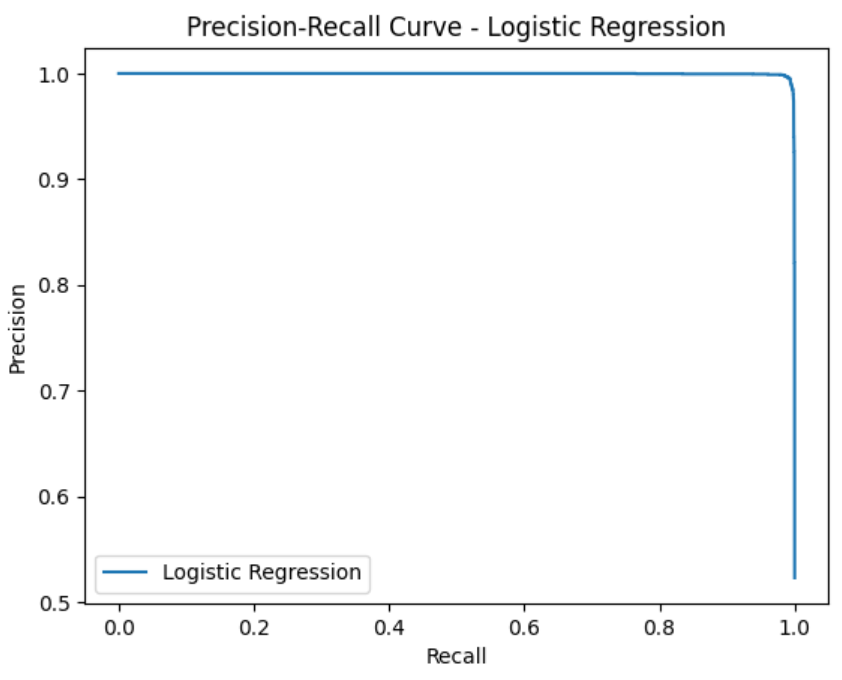 Precision-Recall Curve - Logistic Regression
1.0
0.9
0.8
0.7
0.6
0.5
Precision
Logistic Regression
0.0 0.2 0.4 0.6 0.8 1.0
Recall